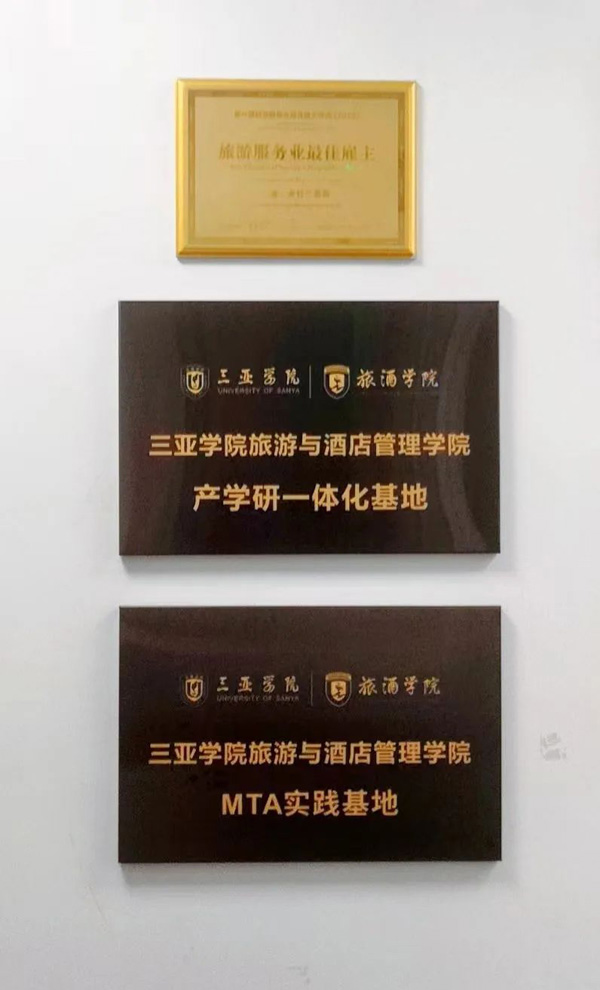 旅游服务业最佳雇主
三亚学院 UNIVERSITY OF SANYA 旅酒学院
三亚学院旅游与酒店管理学院
产学研一体化基地
三亚学院 UNIVERSITY OF SANYA 旅酒学院
三亚学院旅游与酒店管理学院
MTA实践基地